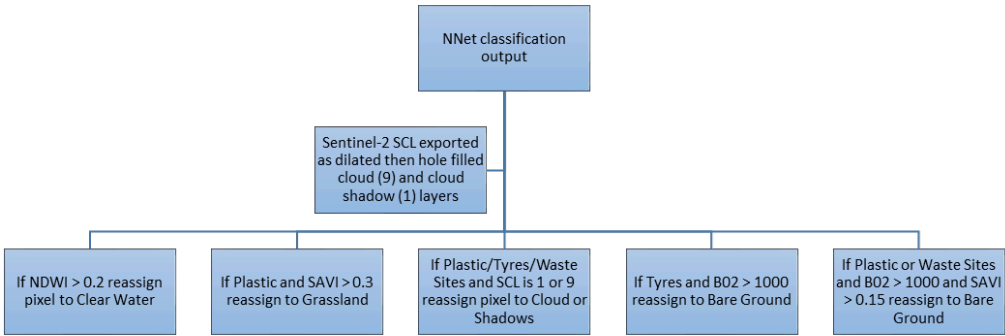 NNet classification
output
Sentinel-2 SCL exported
as dilated then hole filled
cloud (9) and cloud
shadow (1) layers
If NDWI > 0.2 reassign
pixel to Clear Water
If Plastic and SAVI > 0.3
reassign to Grassland
If Plastic/Tyres/Waste
Sites and SCL is 1 or 9
reassign pixel to Cloud or
Shadows
If Tyres and B02 > 1000
reassign to Bare Ground
If Plastic or Waste Sites
and B02 > 1000 and SAVI
> 0.15 reassign to Bare
Ground